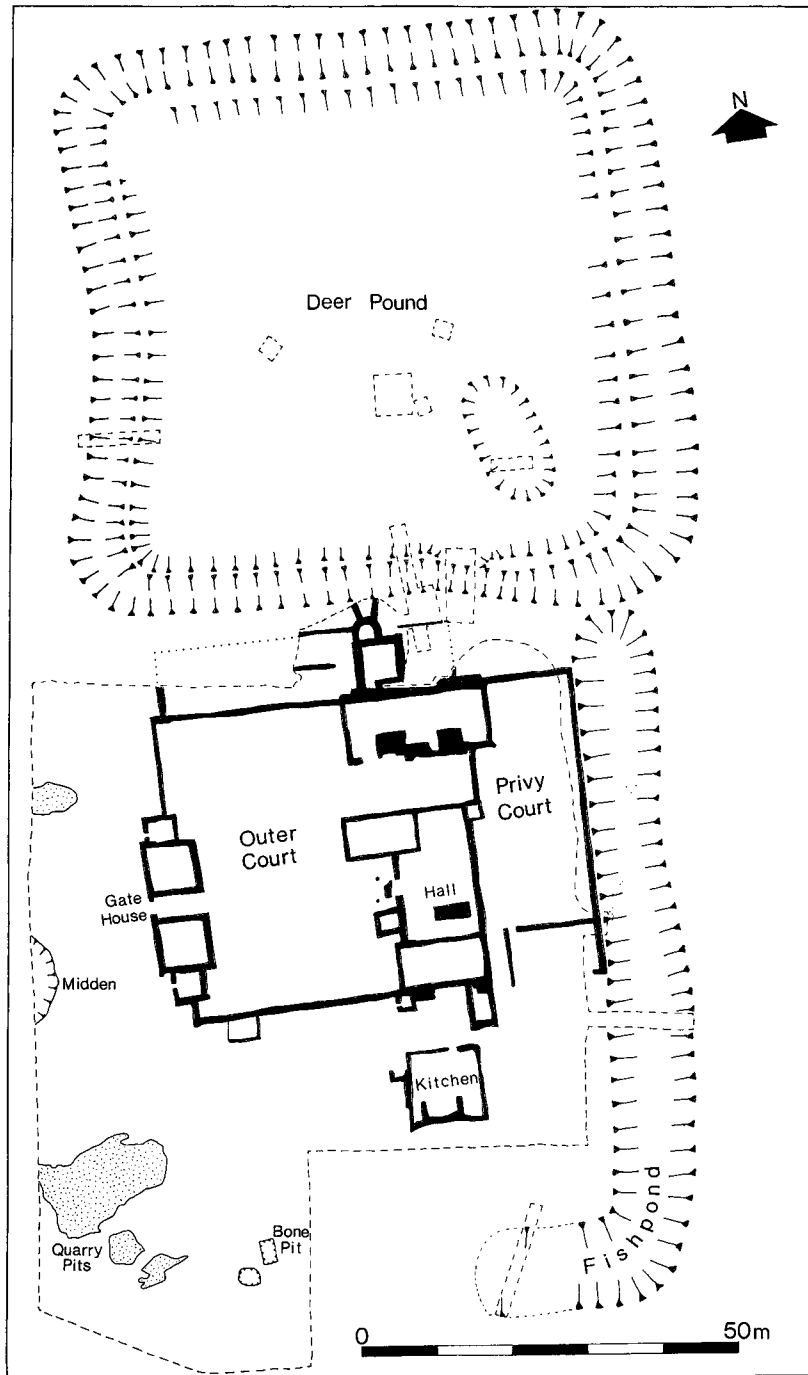 N
Deer Pound
Privy
Court
Outer
Court
Hall
Gate
House
Midden
Kitchen
Fishpond
Bone
Pit
Quarry
Pits
0
50m